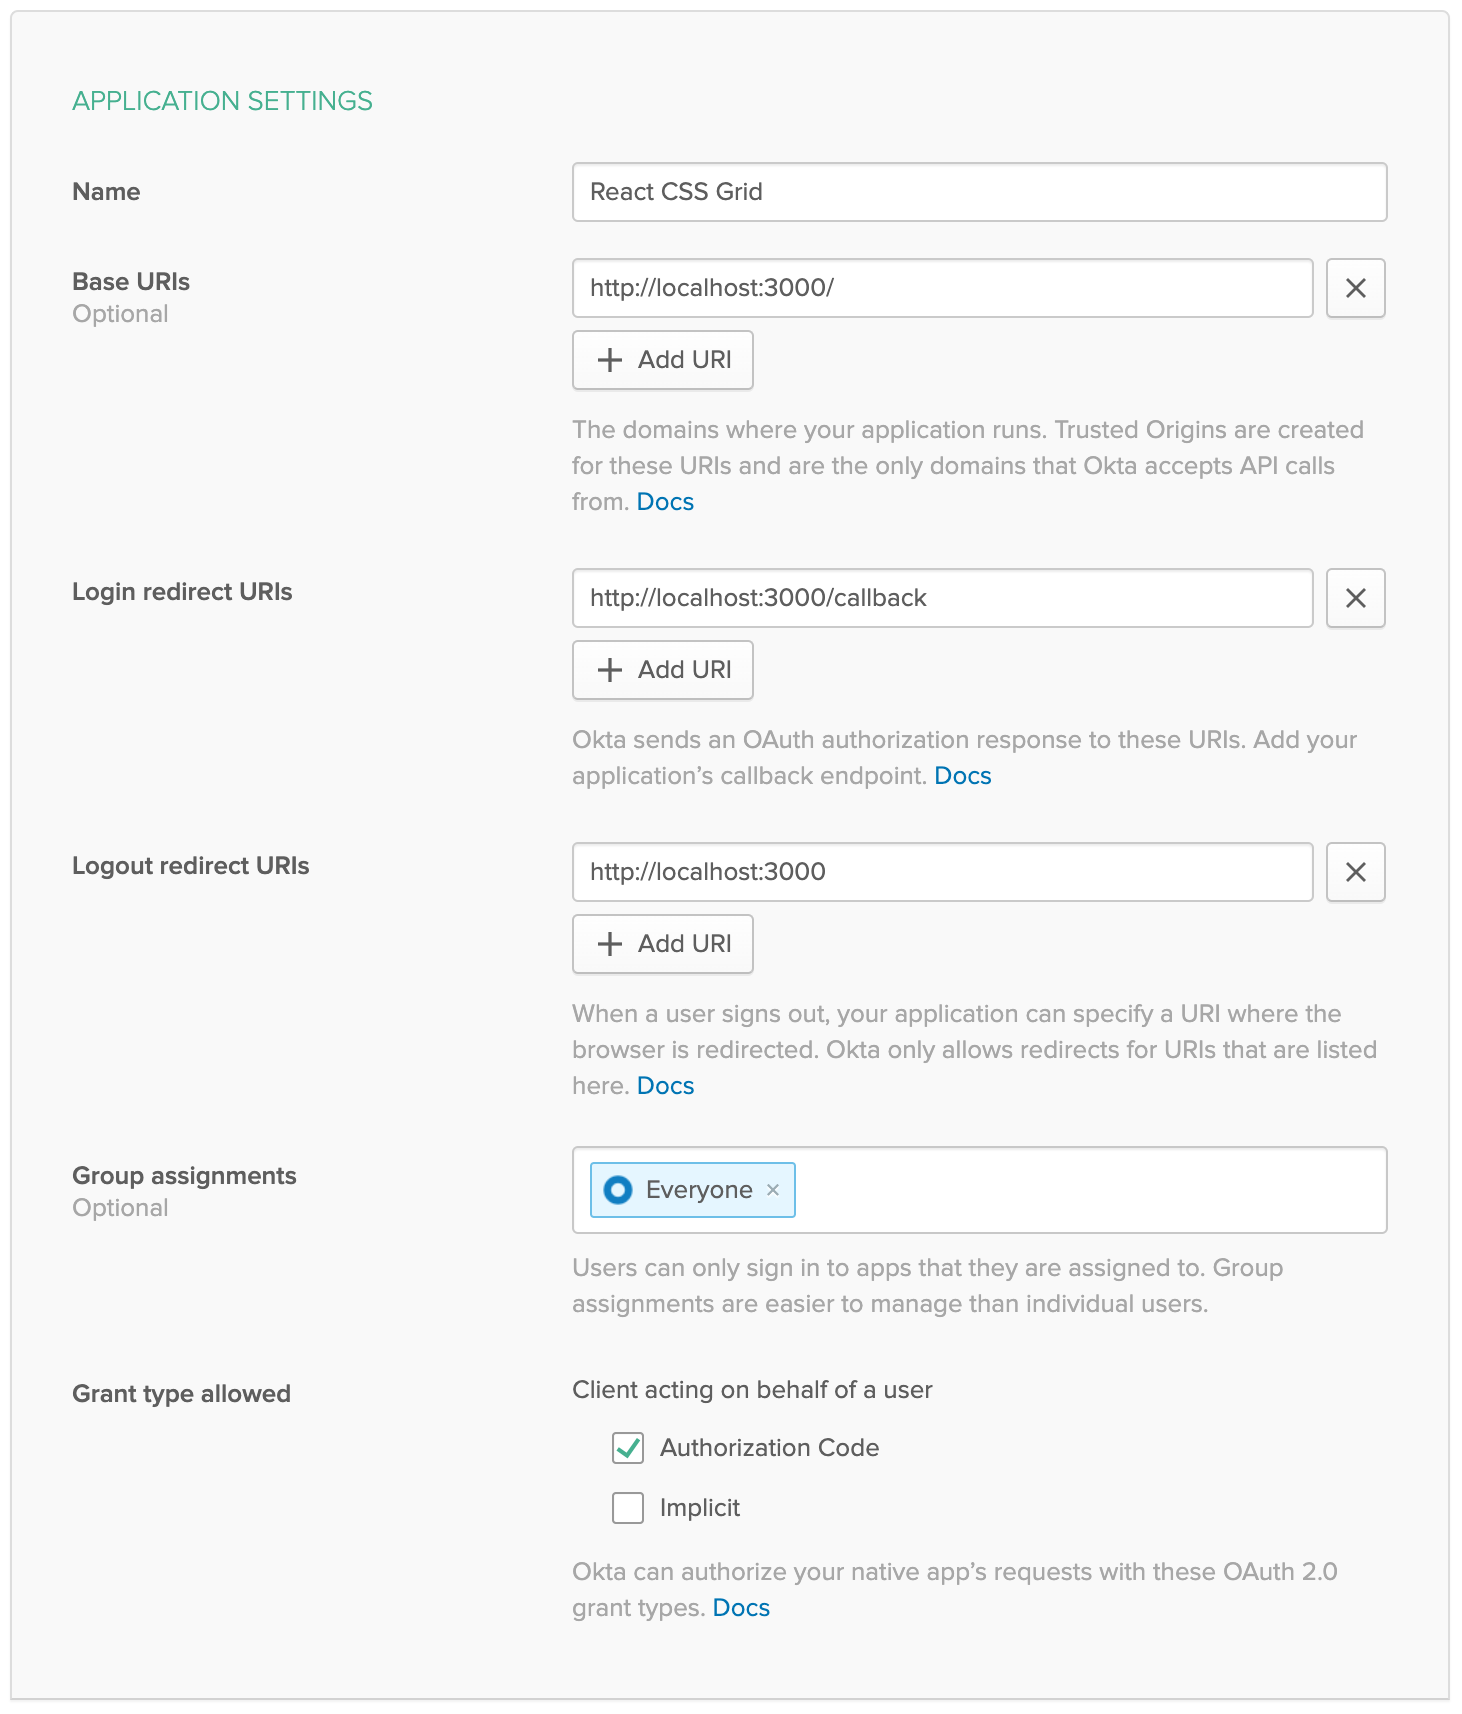 APPLICATION SETTINGS
Name
React CSS Grid
Base URIs
Optional
http://localhost:3000/
Add URI
The domains where your application runs. Trusted Origins are created
for these URIs and are the only domains that Okta accepts API calls
from. Docs
Login redirect URIs
http://localhost:3000/callback
Add URI
Okta sends an OAuth authorization response to these URIs. Add your
application’s callback endpoint. Docs
Logout redirect URIs
http://localhost:3000
Add URI
When a user signs out, your application can specify a URI where the
browser is redirected. Okta only allows redirects for URIs that are listed
here. Docs
Group assignments
Optional
Everyone
Users can only sign in to apps that they are assigned to. Group
assignments are easier to manage than individual users.
Grant type allowed
Client acting on behalf of a user
Authorization Code
Implicit
Okta can authorize your native app’s requests with these OAuth 2.0
grant types. Docs